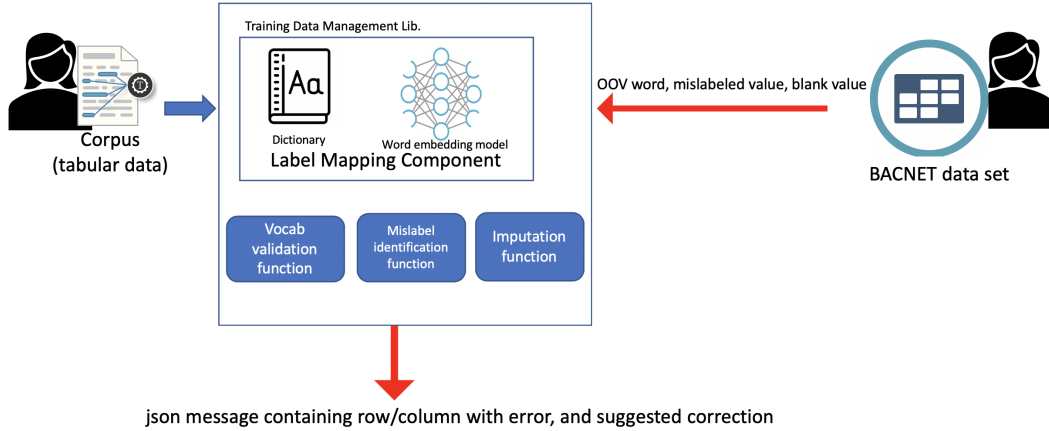 Training Data Management Lib.
Aa
Dictionary
Word embedding model
Label Mapping Component
T
Corpus
(tabular data)
OOV word, mislabeled value, blank value
BACNET data set
Vocab
validation
function
Mislabel
identification
function
Imputation
function
json message containing row/column with error, and suggested correction